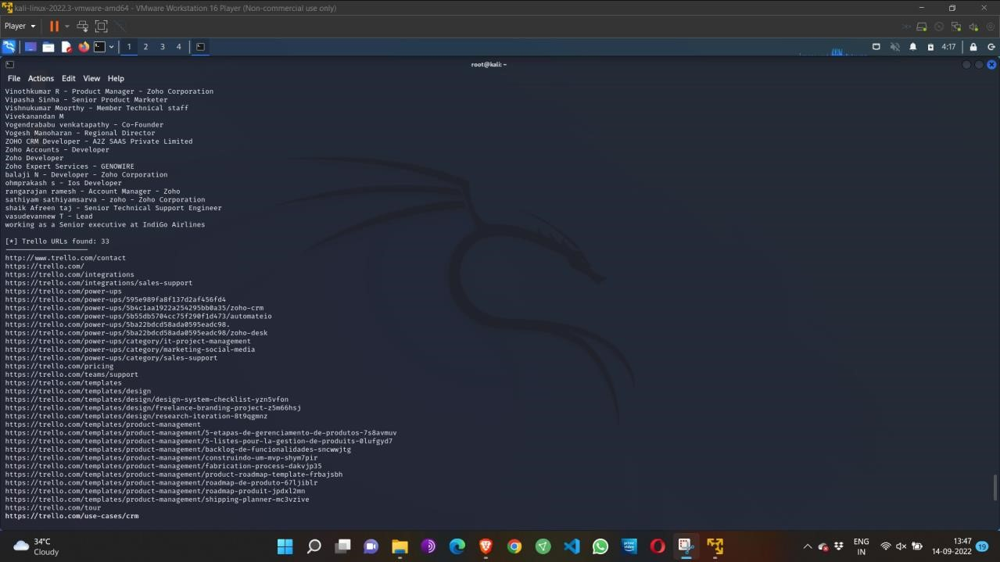 kali-linux-2022.3-vmware-amd64 - VMware Workstation 16 Player (Non-commercial use only)
Player
1 2 3 4
4:17
root@kali: ~
File Actions Edit View Help
Vinothkumar R - Product Manager - Zoho Corporation
Vipasha Sinha - Senior Product Marketer
Vishnukumar Moorthy - Member Technical staff
Vivekanandan M
Yogendrababu venkatapathy - Co-Founder
Yogesh Manoharan - Regional Director
ZOHO CRM Developer - A2Z SAAS Private Limited
Zoho Accounts - Developer
Zoho Developer
Zoho Expert Services - GENOWIRE
balaji N - Developer - Zoho Corporation
ohmprakash s - Ios Developer
rangarajan ramesh - Account Manager - Zoho
sathiyam sathiyamsarva - zoho - Zoho Corporation
shaik Afreen taj - Senior Technical Support Engineer
vasudevannew T - Lead
working as a Senior executive at IndiGo Airlines
[*] Trello URLs found: 33
http://www.trello.com/contact
https://trello.com/
https://trello.com/integrations
https://trello.com/integrations/sales-support
https://trello.com/power-ups
https://trello.com/power-ups/595e989fa8f137d2af456fd4
https://trello.com/power-ups/5b4c1aa1922a254295bb0a35/zoho-crm
https://trello.com/power-ups/5b55db5704cc75f290f1d473/automateio
https://trello.com/power-ups/5ba22bdcd58ada0595eadc98.
https://trello.com/power-ups/5ba22bdcd58ada0595eadc98/zoho-desk
https://trello.com/power-ups/category/it-project-management
https://trello.com/power-ups/category/marketing-social-media
https://trello.com/power-ups/category/sales-support
https://trello.com/pricing
https://trello.com/teams/support
https://trello.com/templates
https://trello.com/templates/design
https://trello.com/templates/design/design-system-checklist-yzn5vfon
https://trello.com/templates/design/freelance-branding-project-z5m66hsj
https://trello.com/templates/design/research-iteration-8t9qgmnz
https://trello.com/templates/product-management
https://trello.com/templates/product-management/5-etapas-de-gerenciamento-de-produtos-7s8avmuv
https://trello.com/templates/product-management/5-listes-pour-la-gestion-de-produits-0lufgyd7
https://trello.com/templates/product-management/backlog-de-funcionalidades-sncwwjtg
https://trello.com/templates/product-management/construindo-um-mvp-shym7pir
https://trello.com/templates/product-management/fabrication-process-dakvjp35
https://trello.com/templates/product-management/product-roadmap-template-frbajsbh
https://trello.com/templates/product-management/roadmap-de-produto-67ljiblr
https://trello.com/templates/product-management/roadmap-produit-jpdxl2mn
https://trello.com/templates/product-management/shipping-planner-mc3vzive
https://trello.com/tour
https://trello.com/use-cases/crm
34°C
Cloudy
prime video
ENG
IN
13:47
14-09-2022
19